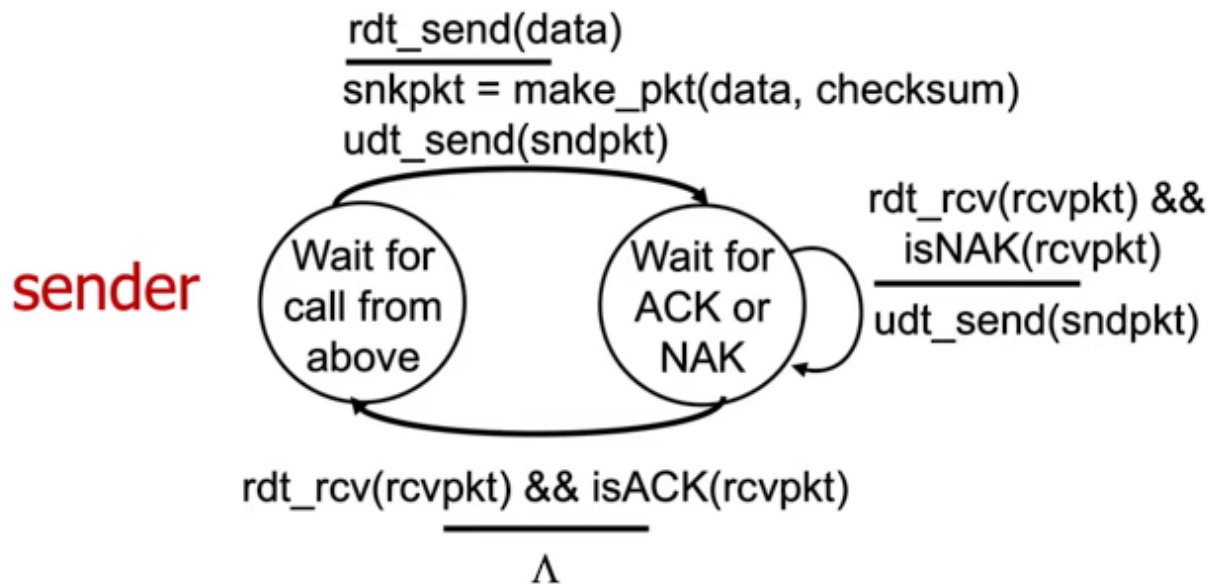 rdt_send(data)
snkpkt = make_pkt(data, checksum)
udt_send(sndpkt)
sender
Wait for
call from
above
Wait for
ACK or
NAK
rdt_rcv(rcvpkt) &&
isNAK(rcvpkt)
udt_send(sndpkt)
rdt_rcv(rcvpkt) && isACK(rcvpkt)
Λ